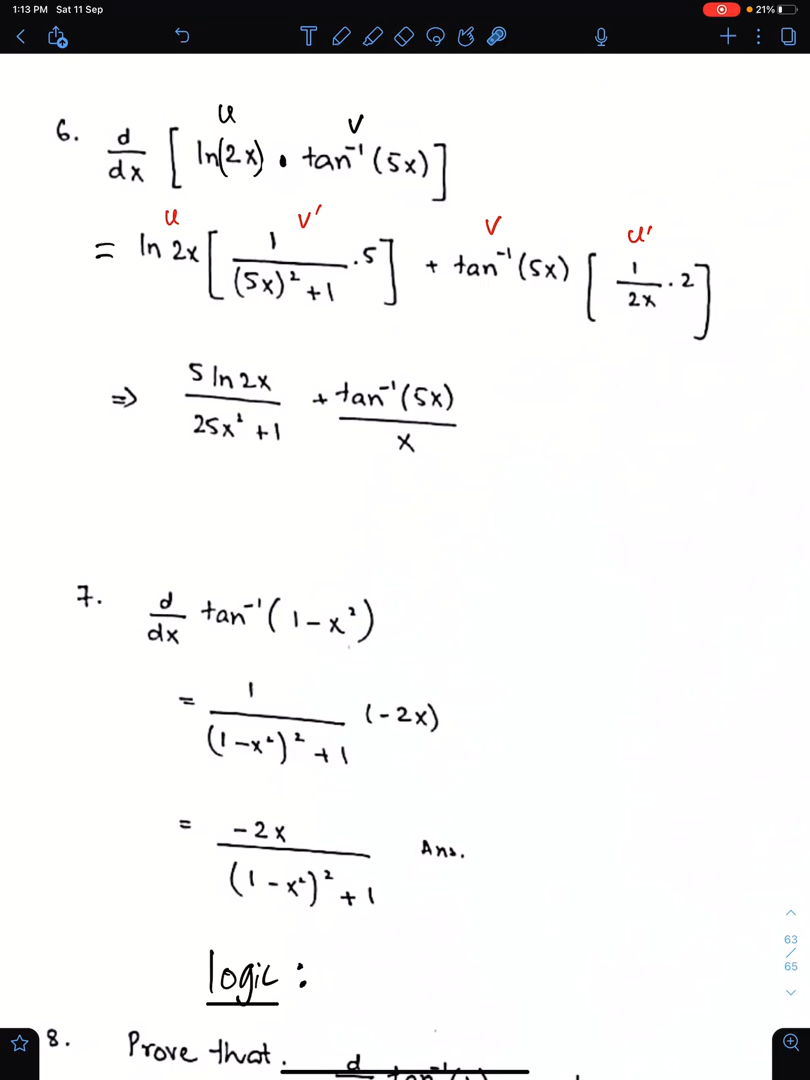 1:13 PM Sat 11 Sep 21%
u v
6. d/dx [ ln(2x) · tan⁻¹(5x) ]
u v' v u'
= ln 2x [ 1/((5x)² + 1) · 5 ] + tan⁻¹(5x) [ 1/(2x) · 2 ]
⇒ 5 ln 2x/(25x² + 1) + tan⁻¹(5x)/x
7. d/dx tan⁻¹(1 - x²)
= 1/((1 - x²)² + 1) (-2x)
= -2x/((1 - x²)² + 1) Ans.
logic :
63
/
65
8. Prove that